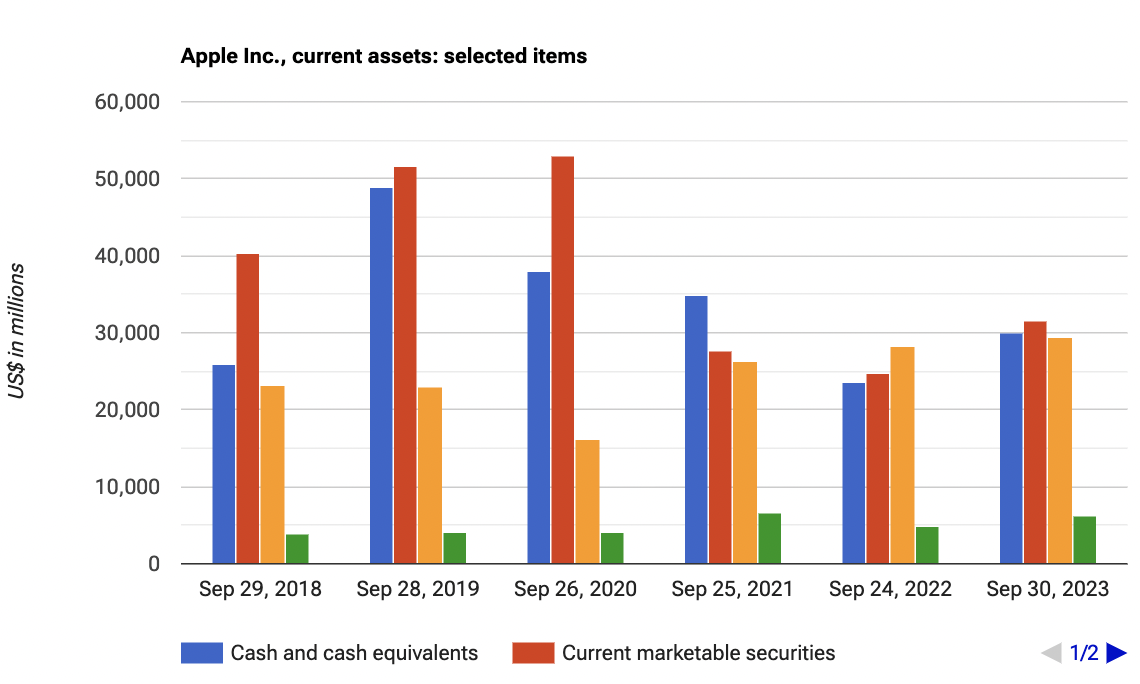 Apple Inc., current assets: selected items
60,000
50,000
40,000
30,000
20,000
10,000
0
US$ in millions
Sep 29, 2018 Sep 28, 2019 Sep 26, 2020 Sep 25, 2021 Sep 24, 2022 Sep 30, 2023
Cash and cash equivalents Current marketable securities 1/2